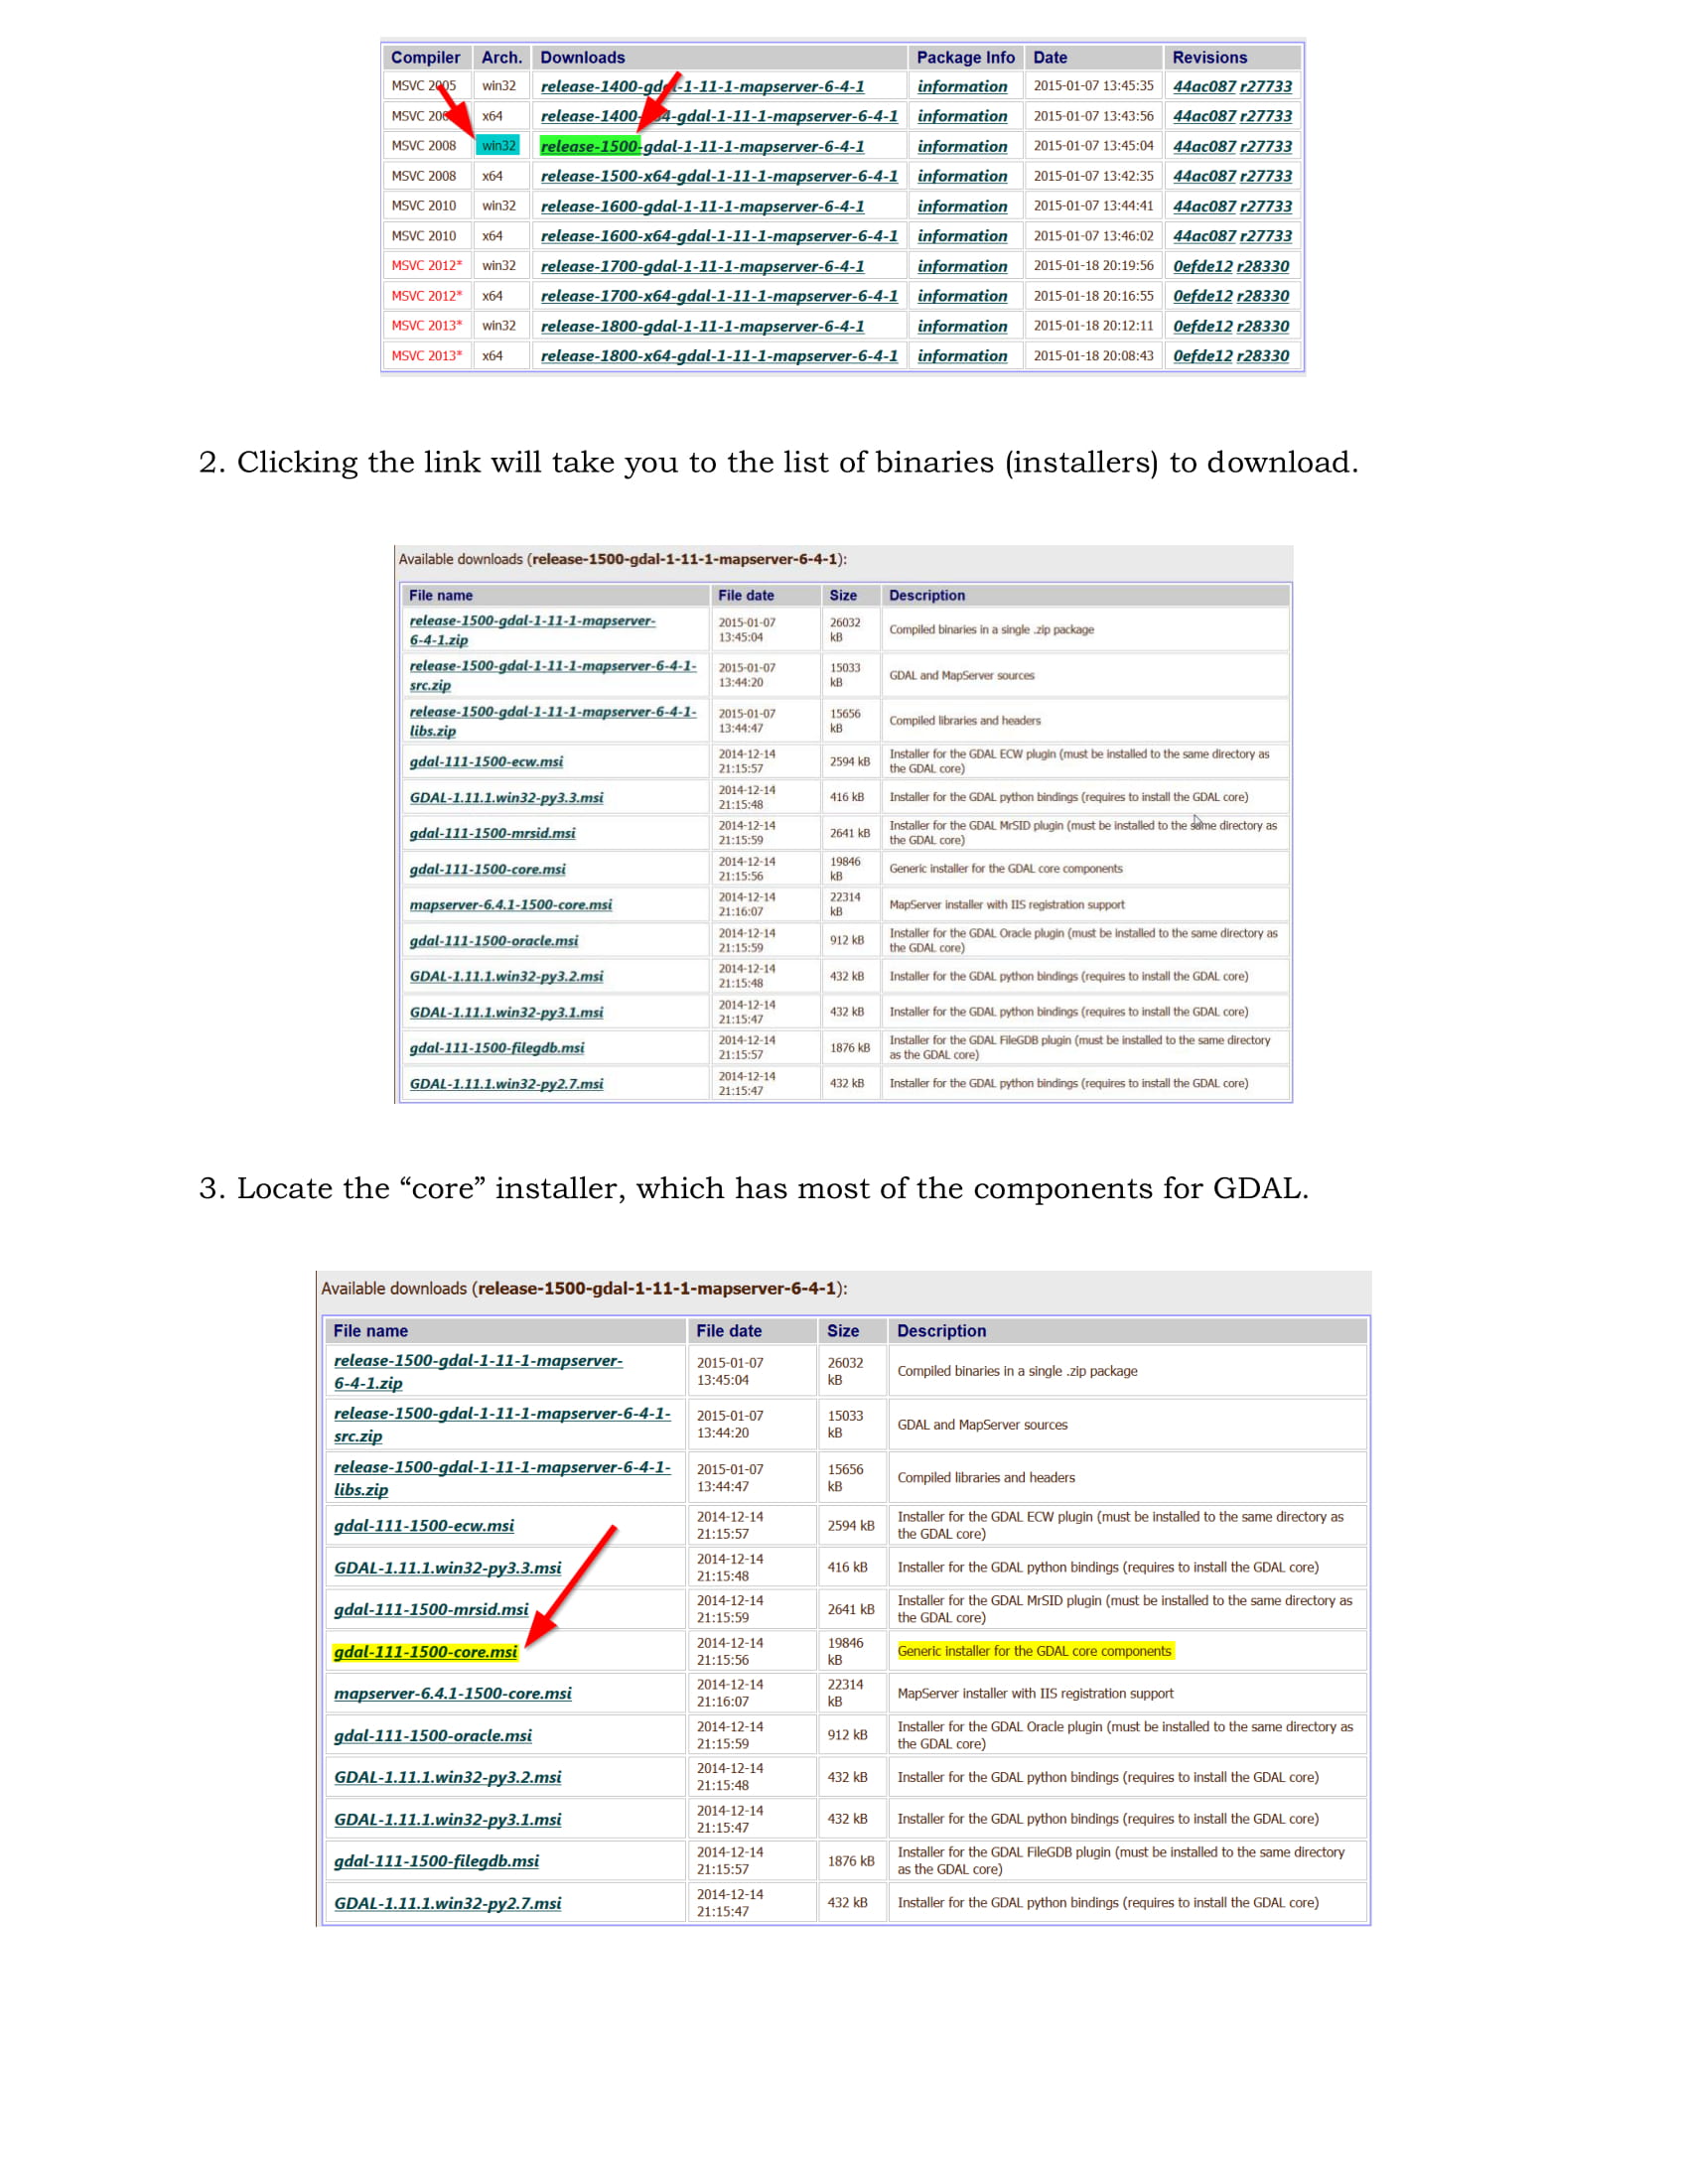 Compiler Arch. Downloads Package Info Date Revisions
MSVC 2005 win32 release-1400-gdal-1-11-1-mapserver-6-4-1 information 2015-01-07 13:45:35 44ac087 r27733
MSVC x64 release-1400-x64-gdal-1-11-1-mapserver-6-4-1 information 2015-01-07 13:43:56 44ac087 r27733
MSVC 2008 win32 release-1500-gdal-1-11-1-mapserver-6-4-1 information 2015-01-07 13:45:04 44ac087 r27733
MSVC 2008 x64 release-1500-x64-gdal-1-11-1-mapserver-6-4-1 information 2015-01-07 13:42:35 44ac087 r27733
MSVC 2010 win32 release-1600-gdal-1-11-1-mapserver-6-4-1 information 2015-01-07 13:44:41 44ac087 r27733
MSVC 2010 x64 release-1600-x64-gdal-1-11-1-mapserver-6-4-1 information 2015-01-07 13:46:02 44ac087 r27733
MSVC 2012* win32 release-1700-gdal-1-11-1-mapserver-6-4-1 information 2015-01-18 20:19:56 0efde12 r28330
MSVC 2012* x64 release-1700-x64-gdal-1-11-1-mapserver-6-4-1 information 2015-01-18 20:16:55 0efde12 r28330
MSVC 2013* win32 release-1800-gdal-1-11-1-mapserver-6-4-1 information 2015-01-18 20:12:11 0efde12 r28330
MSVC 2013* x64 release-1800-x64-gdal-1-11-1-mapserver-6-4-1 information 2015-01-18 20:08:43 0efde12 r28330
2. Clicking the link will take you to the list of binaries (installers) to download.
Available downloads (release-1500-gdal-1-11-1-mapserver-6-4-1):
File name File date Size Description
release-1500-gdal-1-11-1-mapserver- 2015-01-07 26032 Compiled binaries in a single .zip package
6-4-1.zip 13:45:04 kB
release-1500-gdal-1-11-1-mapserver-6-4-1- 2015-01-07 15033 GDAL and MapServer sources
src.zip 13:44:20 kB
release-1500-gdal-1-11-1-mapserver-6-4-1- 2015-01-07 15656 Compiled libraries and headers
libs.zip 13:44:47 kB
gdal-111-1500-ecw.msi 2014-12-14 2594 kB Installer for the GDAL ECW plugin (must be installed to the same directory as
21:15:57 the GDAL core)
GDAL-1.11.1.win32-py3.3.msi 2014-12-14 416 kB Installer for the GDAL python bindings (requires to install the GDAL core)
21:15:48
gdal-111-1500-mrsid.msi 2014-12-14 2641 kB Installer for the GDAL MrSID plugin (must be installed to the same directory as
21:15:59 the GDAL core)
gdal-111-1500-core.msi 2014-12-14 19846 Generic installer for the GDAL core components
21:15:56 kB
mapserver-6.4.1-1500-core.msi 2014-12-14 22314 MapServer installer with IIS registration support
21:16:07 kB
gdal-111-1500-oracle.msi 2014-12-14 912 kB Installer for the GDAL Oracle plugin (must be installed to the same directory as
21:15:59 the GDAL core)
GDAL-1.11.1.win32-py3.2.msi 2014-12-14 432 kB Installer for the GDAL python bindings (requires to install the GDAL core)
21:15:48
GDAL-1.11.1.win32-py3.1.msi 2014-12-14 432 kB Installer for the GDAL python bindings (requires to install the GDAL core)
21:15:47
gdal-111-1500-filegdb.msi 2014-12-14 1876 kB Installer for the GDAL FileGDB plugin (must be installed to the same directory
21:15:57 as the GDAL core)
GDAL-1.11.1.win32-py2.7.msi 2014-12-14 432 kB Installer for the GDAL python bindings (requires to install the GDAL core)
21:15:47
3. Locate the “core” installer, which has most of the components for GDAL.
Available downloads (release-1500-gdal-1-11-1-mapserver-6-4-1):
File name File date Size Description
release-1500-gdal-1-11-1-mapserver- 2015-01-07 26032 Compiled binaries in a single .zip package
6-4-1.zip 13:45:04 kB
release-1500-gdal-1-11-1-mapserver-6-4-1- 2015-01-07 15033 GDAL and MapServer sources
src.zip 13:44:20 kB
release-1500-gdal-1-11-1-mapserver-6-4-1- 2015-01-07 15656 Compiled libraries and headers
libs.zip 13:44:47 kB
gdal-111-1500-ecw.msi 2014-12-14 2594 kB Installer for the GDAL ECW plugin (must be installed to the same directory as
21:15:57 the GDAL core)
GDAL-1.11.1.win32-py3.3.msi 2014-12-14 416 kB Installer for the GDAL python bindings (requires to install the GDAL core)
21:15:48
gdal-111-1500-mrsid.msi 2014-12-14 2641 kB Installer for the GDAL MrSID plugin (must be installed to the same directory as
21:15:59 the GDAL core)
gdal-111-1500-core.msi 2014-12-14 19846 Generic installer for the GDAL core components
21:15:56 kB
mapserver-6.4.1-1500-core.msi 2014-12-14 22314 MapServer installer with IIS registration support
21:16:07 kB
gdal-111-1500-oracle.msi 2014-12-14 912 kB Installer for the GDAL Oracle plugin (must be installed to the same directory as
21:15:59 the GDAL core)
GDAL-1.11.1.win32-py3.2.msi 2014-12-14 432 kB Installer for the GDAL python bindings (requires to install the GDAL core)
21:15:48
GDAL-1.11.1.win32-py3.1.msi 2014-12-14 432 kB Installer for the GDAL python bindings (requires to install the GDAL core)
21:15:47
gdal-111-1500-filegdb.msi 2014-12-14 1876 kB Installer for the GDAL FileGDB plugin (must be installed to the same directory
21:15:57 as the GDAL core)
GDAL-1.11.1.win32-py2.7.msi 2014-12-14 432 kB Installer for the GDAL python bindings (requires to install the GDAL core)
21:15:47